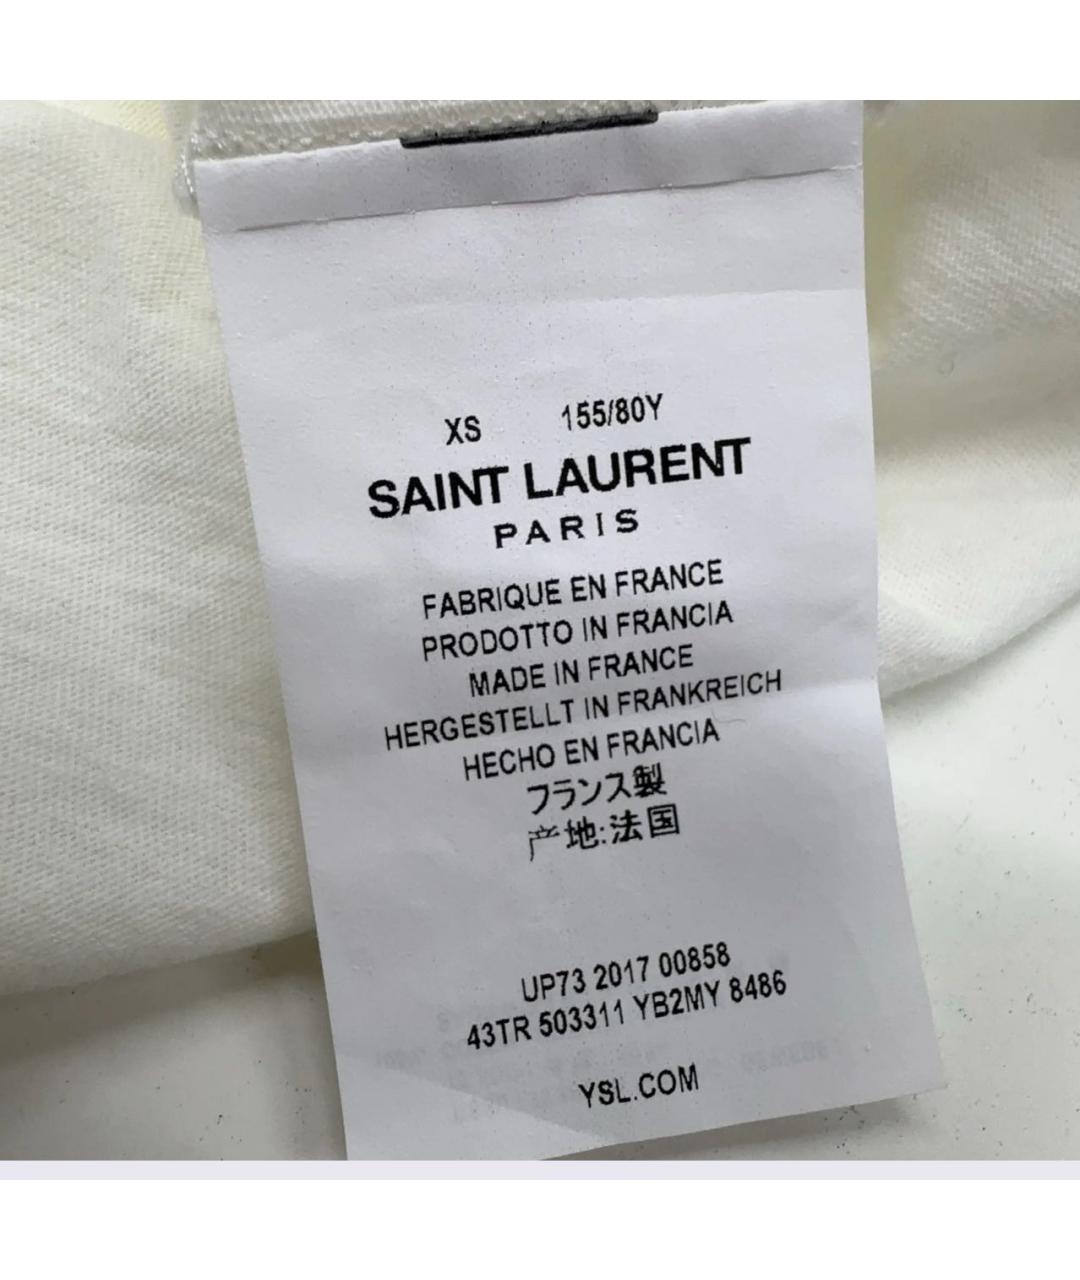 XS 155/80Y
SAINT LAURENT
PARIS
FABRIQUE EN FRANCE
PRODOTTO IN FRANCIA
MADE IN FRANCE
HERGESTELLT IN FRANKREICH
HECHO EN FRANCIA
フランス製
产地:法国
UP73 2017 00858
43TR 503311 YB2MY 8486
YSL.COM